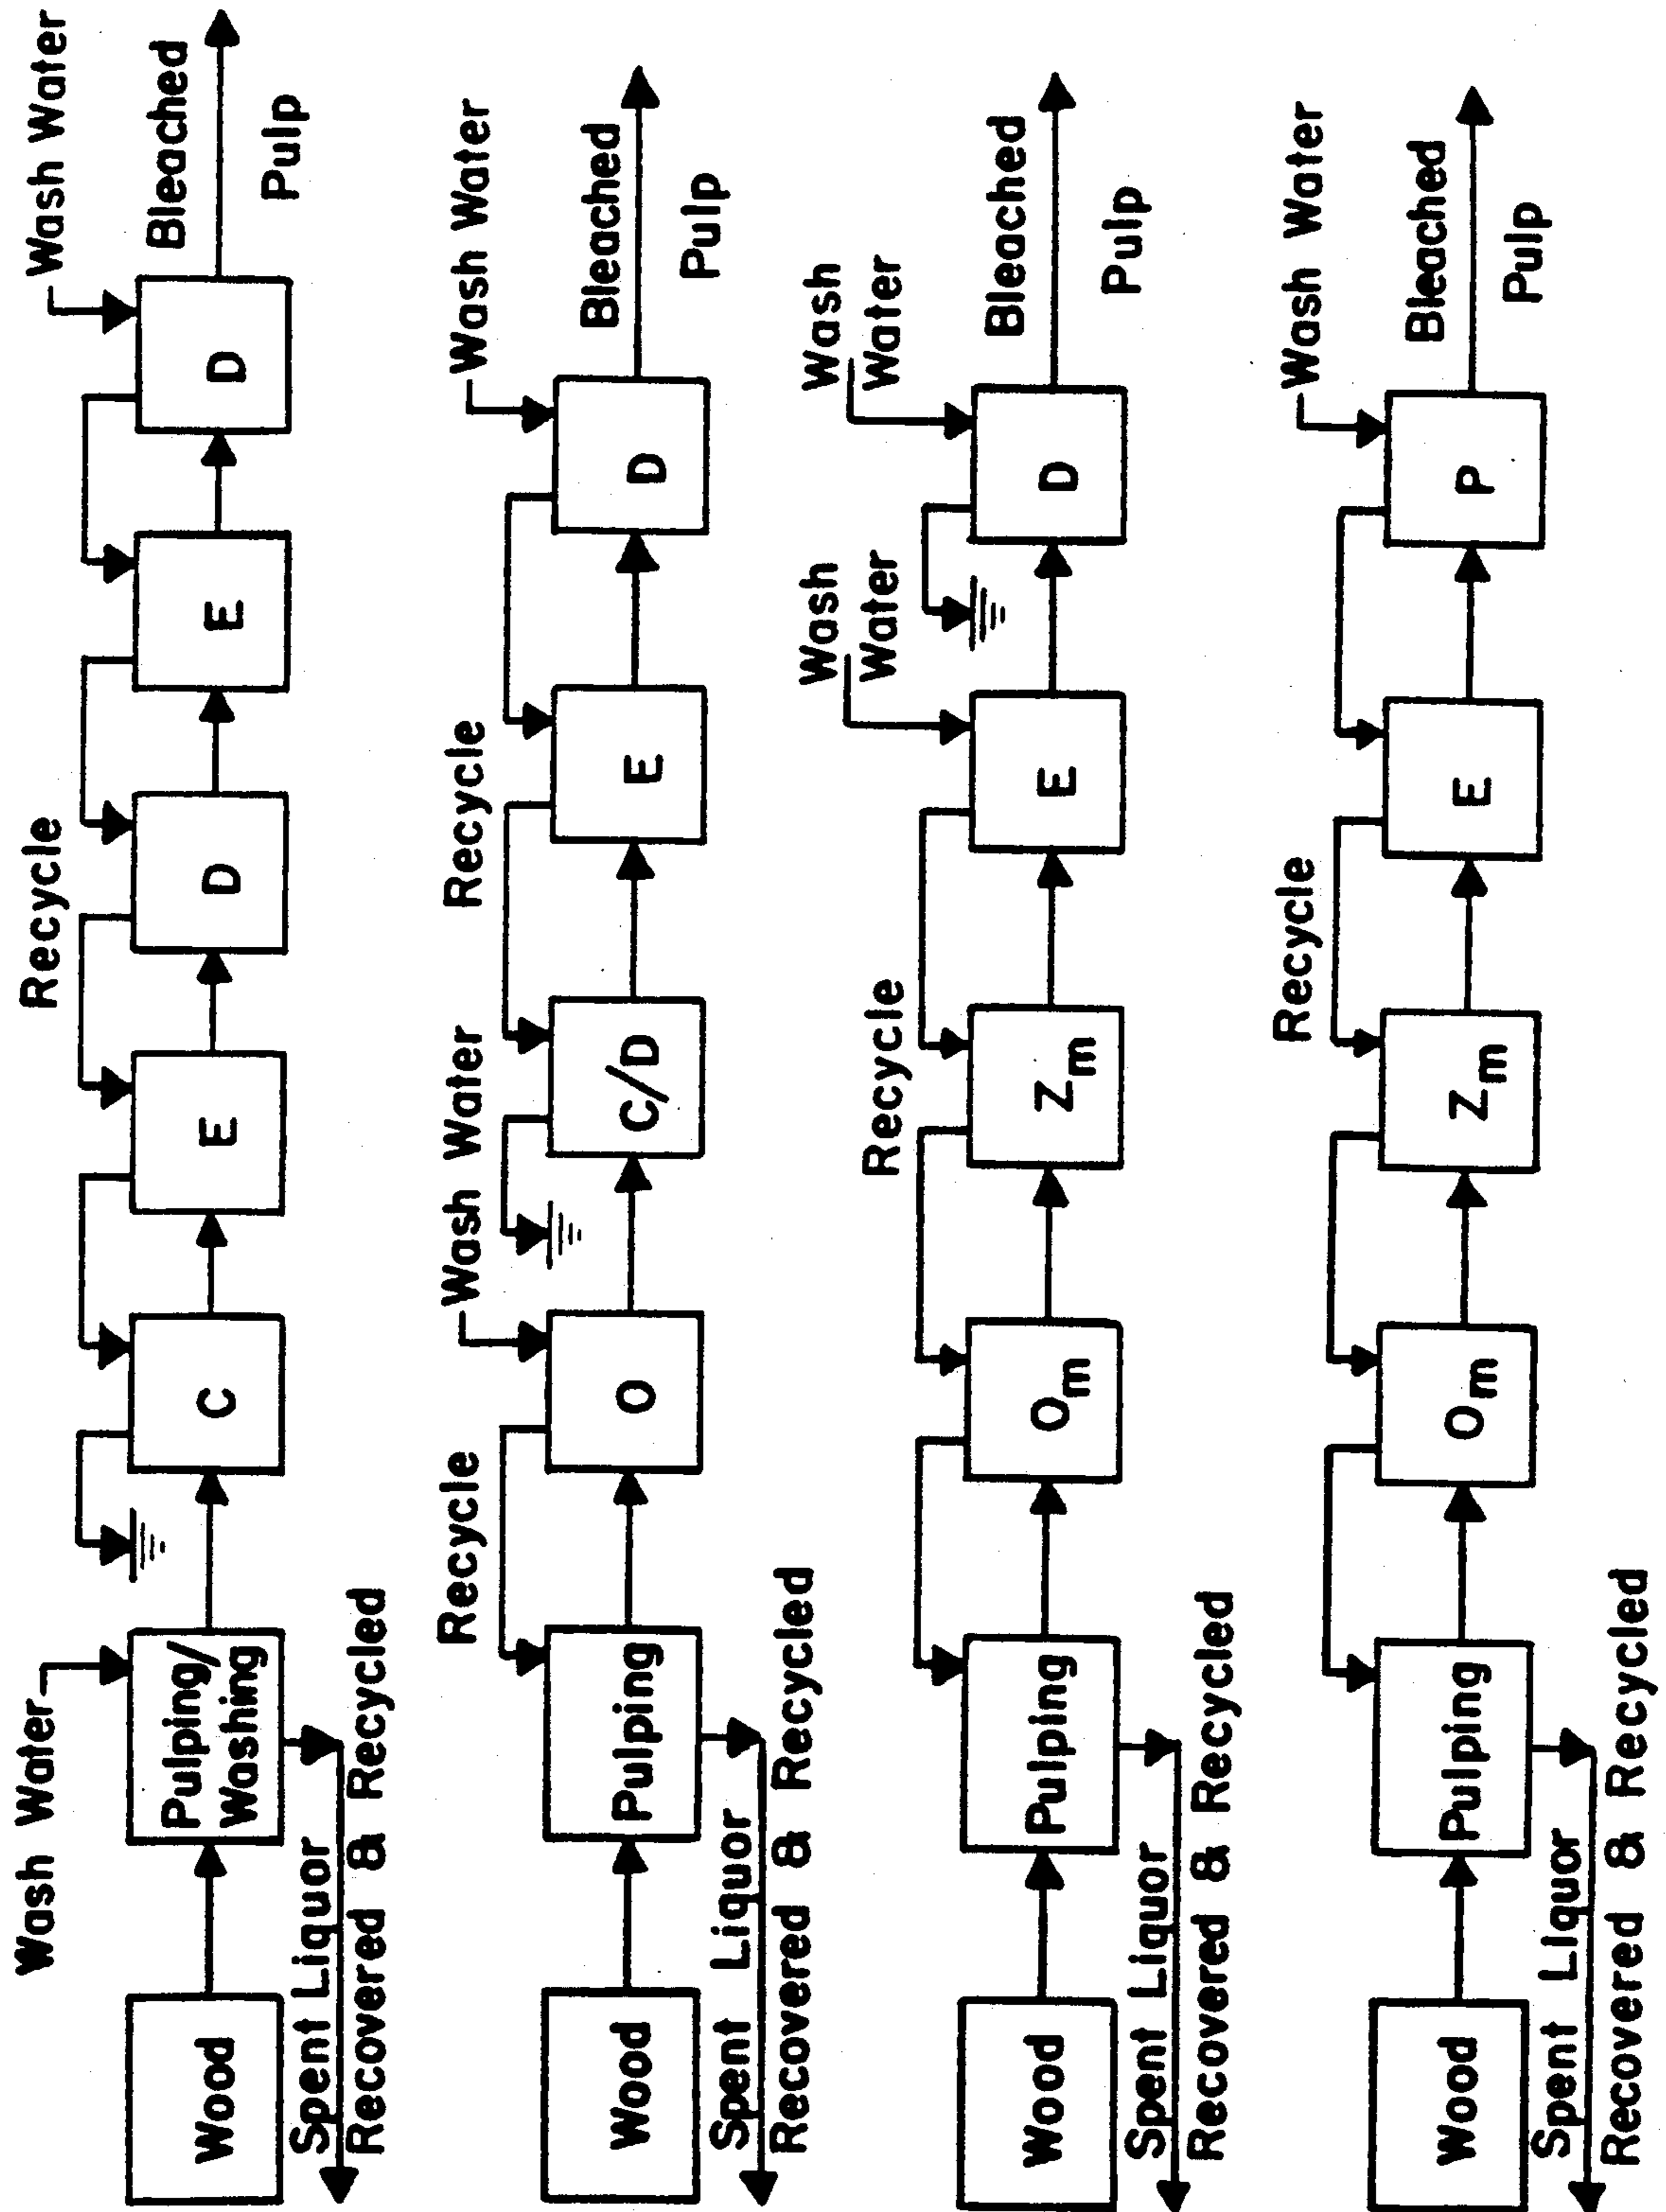 Wash Water
Recycle
Wash Water
Wood
Pulping/
Washing
C
E
D
E
D
Bleached
Pulp
Spent Liquor
Recovered & Recycled
Recycle
Wash Water
Recycle
Wash Water
Wood
Pulping
O
C/D
E
D
Bleached
Pulp
Spent Liquor
Recovered & Recycled
Recycle
Wash
Water
Wash
Water
Wood
Pulping
Om
Zm
E
D
Bleached
Pulp
Spent Liquor
Recovered & Recycled
Recycle
Wash Water
Wood
Pulping
Om
Zm
E
P
Bleached
Pulp
Spent Liquor
Recovered & Recycled